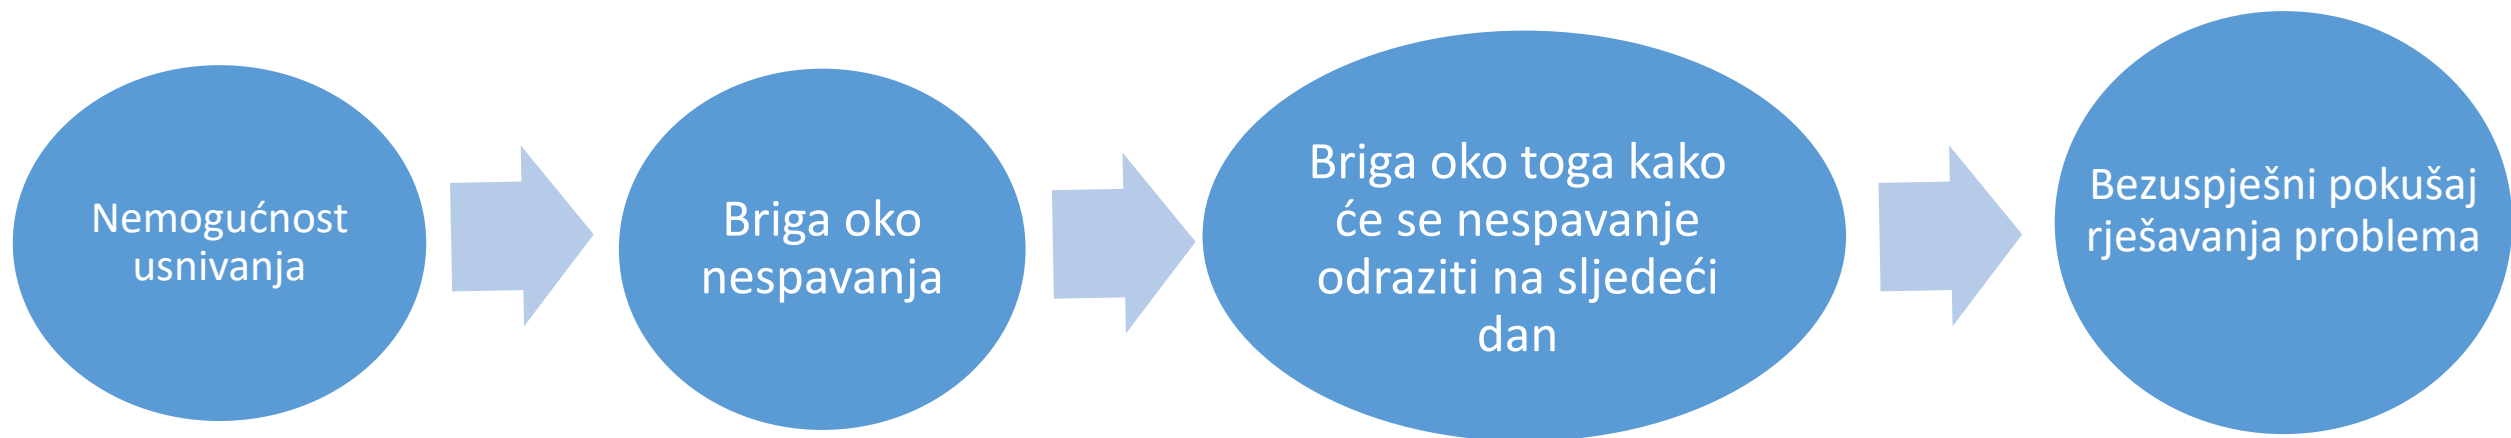 Nemogućnost
usnivanja
Briga oko
nespavanja
Briga oko toga kako
će se nespavanje
odraziti na sljedeći
dan
Bezuspješni pokušaj
rješavanja problema